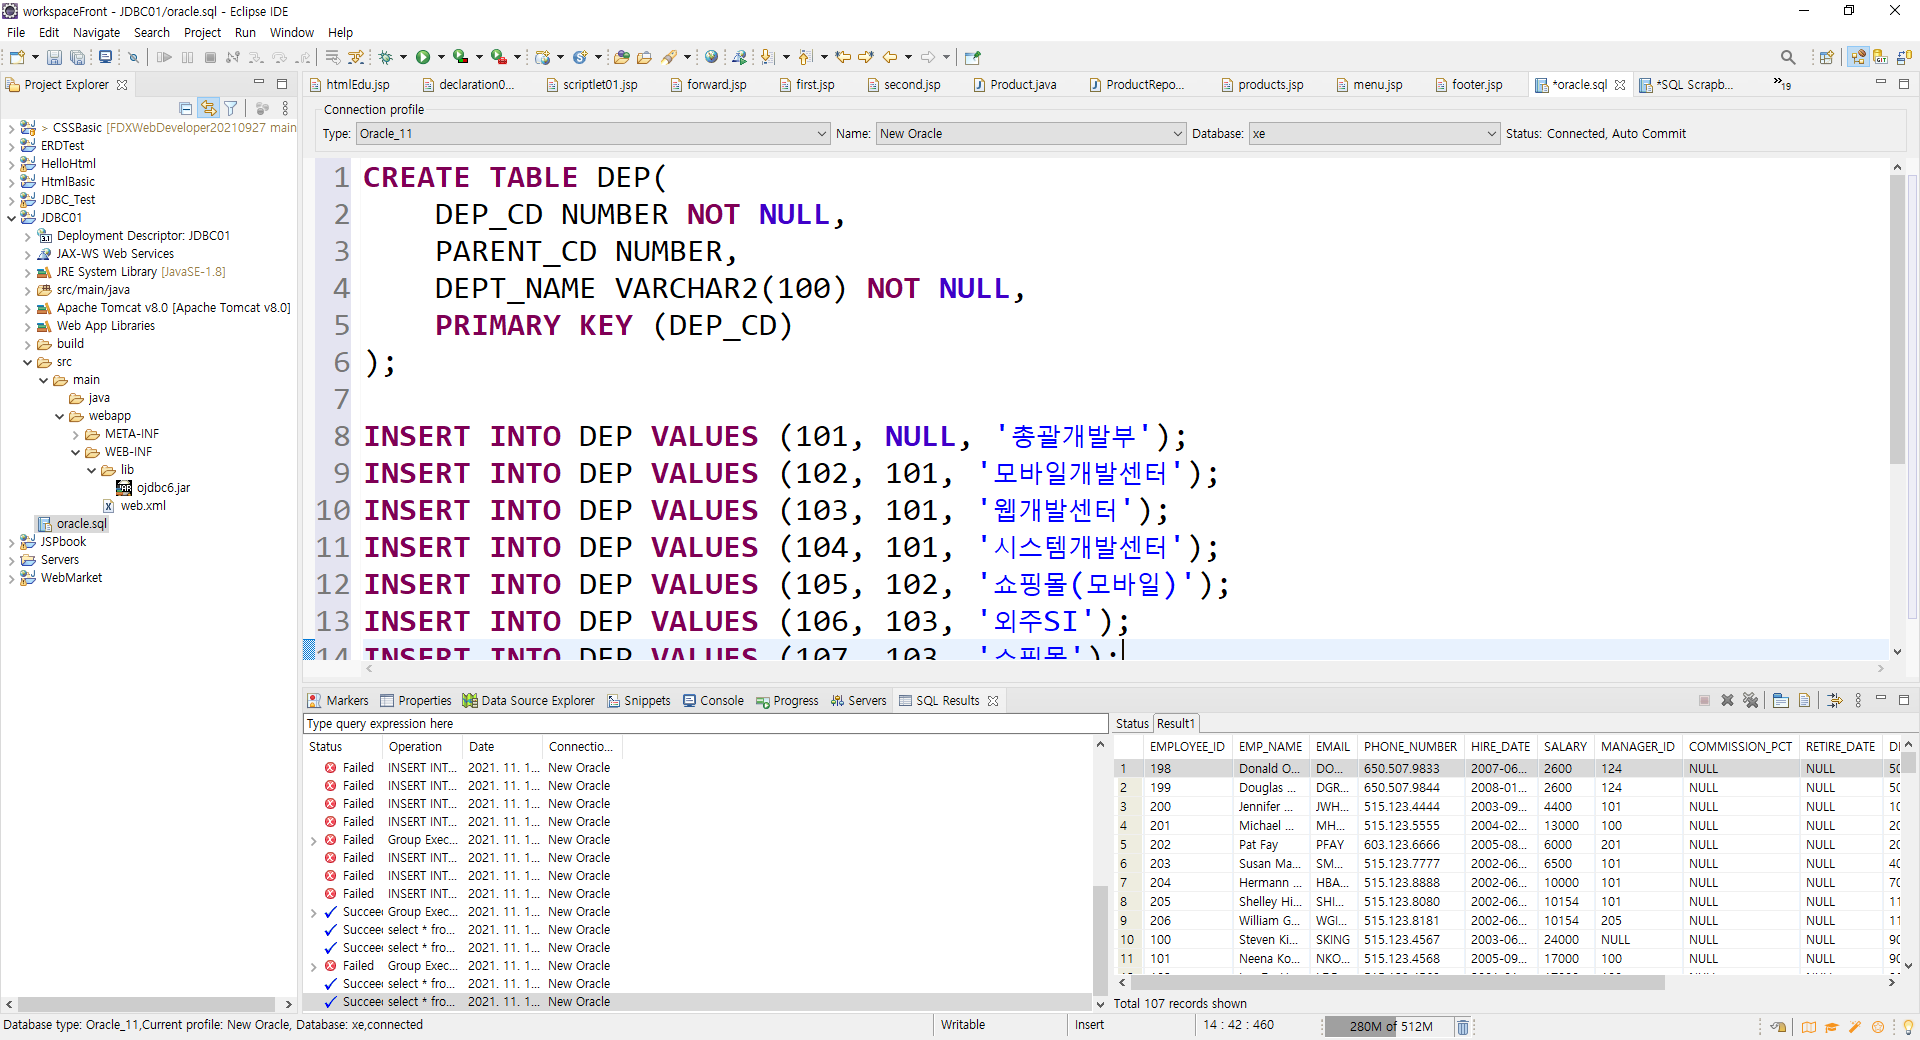 workspaceFront - JDBC01/oracle.sql - Eclipse IDE
File Edit Navigate Search Project Run Window Help
Project Explorer
htmlEdu.jsp declaration0... scriptlet01.jsp forward.jsp first.jsp second.jsp Product.java ProductRepo... products.jsp menu.jsp footer.jsp *oracle.sql *SQL Scrapb... »19
Connection profile
Type: Oracle_11 Name: New Oracle Database: xe Status: Connected, Auto Commit
> CSSBasic [FDXWebDeveloper20210927 main
ERDTest
HelloHtml
HtmlBasic
JDBC_Test
JDBC01
Deployment Descriptor: JDBC01
JAX-WS Web Services
JRE System Library [JavaSE-1.8]
src/main/java
Apache Tomcat v8.0 [Apache Tomcat v8.0]
Web App Libraries
build
src
main
java
webapp
META-INF
WEB-INF
lib
ojdbc6.jar
web.xml
oracle.sql
JSPbook
Servers
WebMarket
1 CREATE TABLE DEP(
2 DEP_CD NUMBER NOT NULL,
3 PARENT_CD NUMBER,
4 DEPT_NAME VARCHAR2(100) NOT NULL,
5 PRIMARY KEY (DEP_CD)
6 );
7
8 INSERT INTO DEP VALUES (101, NULL, '총괄개발부');
9 INSERT INTO DEP VALUES (102, 101, '모바일개발센터');
10 INSERT INTO DEP VALUES (103, 101, '웹개발센터');
11 INSERT INTO DEP VALUES (104, 101, '시스템개발센터');
12 INSERT INTO DEP VALUES (105, 102, '쇼핑몰(모바일)');
13 INSERT INTO DEP VALUES (106, 103, '외주SI');
14 INSERT INTO DEP VALUES (107, 103, '쇼핑몰');
Markers Properties Data Source Explorer Snippets Console Progress Servers SQL Results
Type query expression here
Status Operation Date Connectio...
Failed INSERT INT... 2021. 11. 1... New Oracle
Failed INSERT INT... 2021. 11. 1... New Oracle
Failed INSERT INT... 2021. 11. 1... New Oracle
Failed INSERT INT... 2021. 11. 1... New Oracle
Failed Group Exec... 2021. 11. 1... New Oracle
Failed INSERT INT... 2021. 11. 1... New Oracle
Failed INSERT INT... 2021. 11. 1... New Oracle
Failed INSERT INT... 2021. 11. 1... New Oracle
Succee Group Exec... 2021. 11. 1... New Oracle
Succee select * fro... 2021. 11. 1... New Oracle
Succee select * fro... 2021. 11. 1... New Oracle
Failed Group Exec... 2021. 11. 1... New Oracle
Succee select * fro... 2021. 11. 1... New Oracle
Succee select * fro... 2021. 11. 1... New Oracle
Status Result1
EMPLOYEE_ID EMP_NAME EMAIL PHONE_NUMBER HIRE_DATE SALARY MANAGER_ID COMMISSION_PCT RETIRE_DATE
1 198 Donald O... DO... 650.507.9833 2007-06... 2600 124 NULL NULL 50
2 199 Douglas ... DGR... 650.507.9844 2008-01... 2600 124 NULL NULL 50
3 200 Jennifer ... JWH... 515.123.4444 2003-09... 4400 101 NULL NULL 10
4 201 Michael ... MH... 515.123.5555 2004-02... 13000 100 NULL NULL 20
5 202 Pat Fay PFAY 603.123.6666 2005-08... 6000 201 NULL NULL 20
6 203 Susan Ma... SM... 515.123.7777 2002-06... 6500 101 NULL NULL 40
7 204 Hermann ... HBA... 515.123.8888 2002-06... 10000 101 NULL NULL 70
8 205 Shelley Hi... SHI... 515.123.8080 2002-06... 10154 101 NULL NULL 11
9 206 William G... WGI... 515.123.8181 2002-06... 10154 205 NULL NULL 11
10 100 Steven Ki... SKING 515.123.4567 2003-06... 24000 NULL NULL NULL 90
11 101 Neena Ko... NKO... 515.123.4568 2005-09... 17000 100 NULL NULL 90
Total 107 records shown
Database type: Oracle_11,Current profile: New Oracle, Database: xe,connected Writable Insert 14 : 42 : 460 280M of 512M